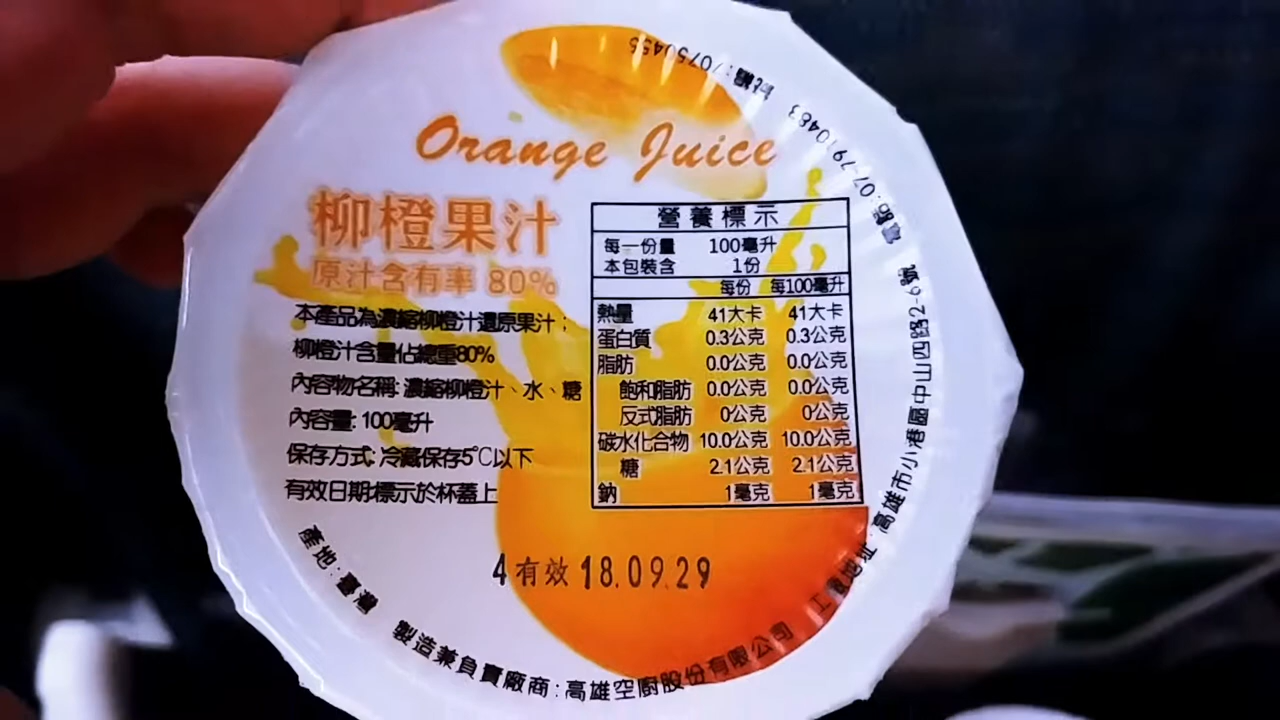 Orange Juice
柳橙果汁
原汁含有率 80%
本產品為濃縮柳橙汁還原果汁；
柳橙汁含量佔總重80%
內容物名稱: 濃縮柳橙汁、水、糖
內容量: 100毫升
保存方式: 冷藏保存5°C以下
有效日期:標示於杯蓋上
營養標示
每一份量 100毫升
本包裝含 1份
每份 每100毫升
熱量 41大卡 41大卡
蛋白質 0.3公克 0.3公克
脂肪 0.0公克 0.0公克
飽和脂肪 0.0公克 0.0公克
反式脂肪 0公克 0公克
碳水化合物 10.0公克 10.0公克
糖 2.1公克 2.1公克
鈉 1毫克 1毫克
4 有效 18.09.29
產地: 臺灣
製造兼負責廠商: 高雄空廚股份有限公司
工廠地址: 高雄市小港區中山四路2-6號
電話: 07-7910483
統編: 70750455